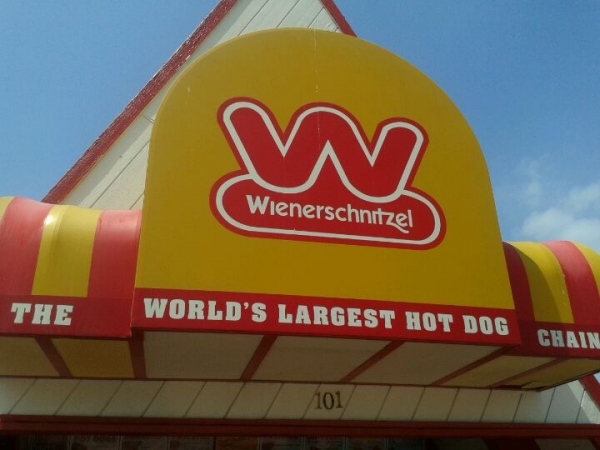 W
Wienerschnitzel
THE WORLD'S LARGEST HOT DOG CHAIN
101